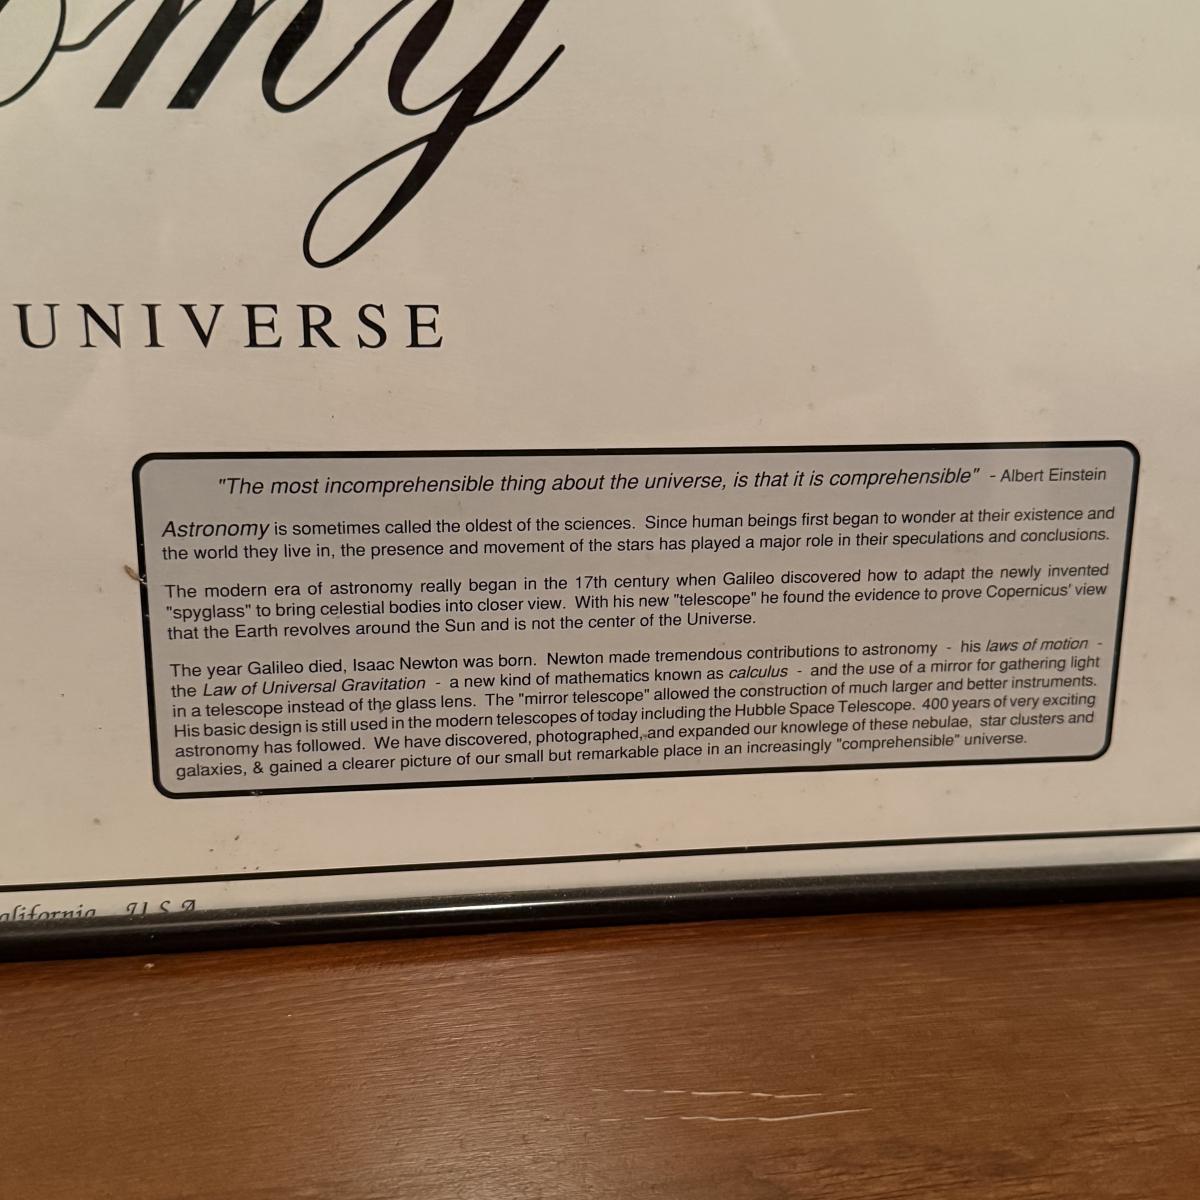 omy
UNIVERSE
"The most incomprehensible thing about the universe, is that it is comprehensible" - Albert Einstein
Astronomy is sometimes called the oldest of the sciences. Since human beings first began to wonder at their existence and
the world they live in, the presence and movement of the stars has played a major role in their speculations and conclusions.
The modern era of astronomy really began in the 17th century when Galileo discovered how to adapt the newly invented
"spyglass" to bring celestial bodies into closer view. With his new "telescope" he found the evidence to prove Copernicus' view
that the Earth revolves around the Sun and is not the center of the Universe.
The year Galileo died, Isaac Newton was born. Newton made tremendous contributions to astronomy - his laws of motion -
the Law of Universal Gravitation - a new kind of mathematics known as calculus - and the use of a mirror for gathering light
in a telescope instead of the glass lens. The "mirror telescope" allowed the construction of much larger and better instruments.
His basic design is still used in the modern telescopes of today including the Hubble Space Telescope. 400 years of very exciting
astronomy has followed. We have discovered, photographed, and expanded our knowlege of these nebulae, star clusters and
galaxies, & gained a clearer picture of our small but remarkable place in an increasingly "comprehensible" universe.
alifornia U.S.A.